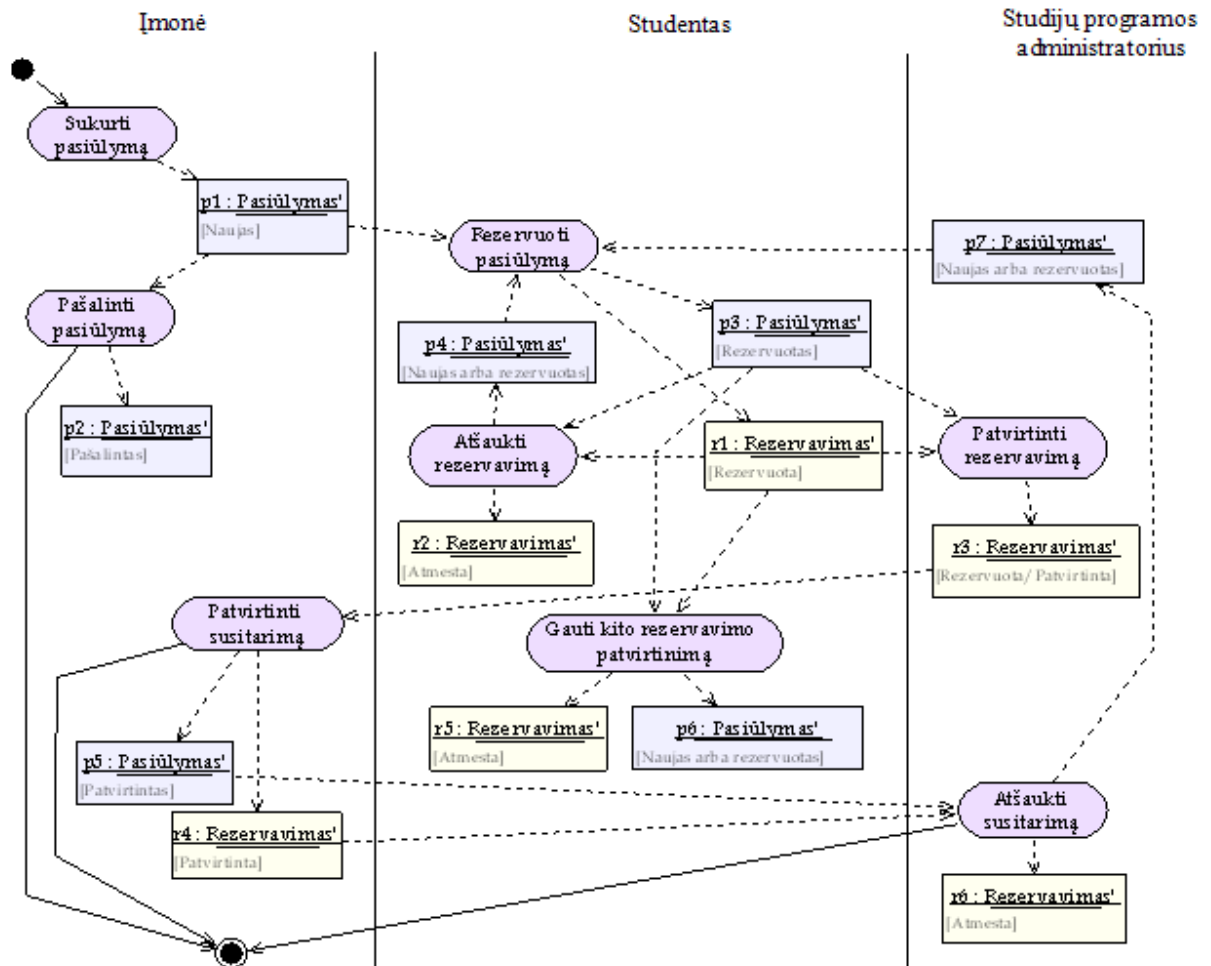 Įmonė
Studentas
Studijų programos
administratorius
Sukurti
pasiūlymą
p1 : Pasiūlymas'
[Naujas]
Rezervuoti
pasiūlymą
p7 : Pasiūlymas'
[Naujas arba rezervuotas]
Pašalinti
pasiūlymą
p3 : Pasiūlymas'
[Rezervuotas]
p4 : Pasiūlymas'
[Naujas arba rezervuotas]
p2 : Pasiūlymas'
[Pašalintas]
Atšaukti
rezervavimą
r1 : Rezervavimas'
[Rezervuota]
Patvirtinti
rezervavimą
r2 : Rezervavimas'
[Atmesta]
r3 : Rezervavimas'
[Rezervuota/ Patvirtinta]
Patvirtinti
susitarimą
Gauti kito rezervavimo
patvirtinimą
r5 : Rezervavimas'
[Atmesta]
p6 : Pasiūlymas'
[Naujas arba rezervuotas]
p5 : Pasiūlymas'
[Patvirtintas]
r4 : Rezervavimas'
[Patvirtinta]
Atšaukti
susitarimą
r6 : Rezervavimas'
[Atmesta]